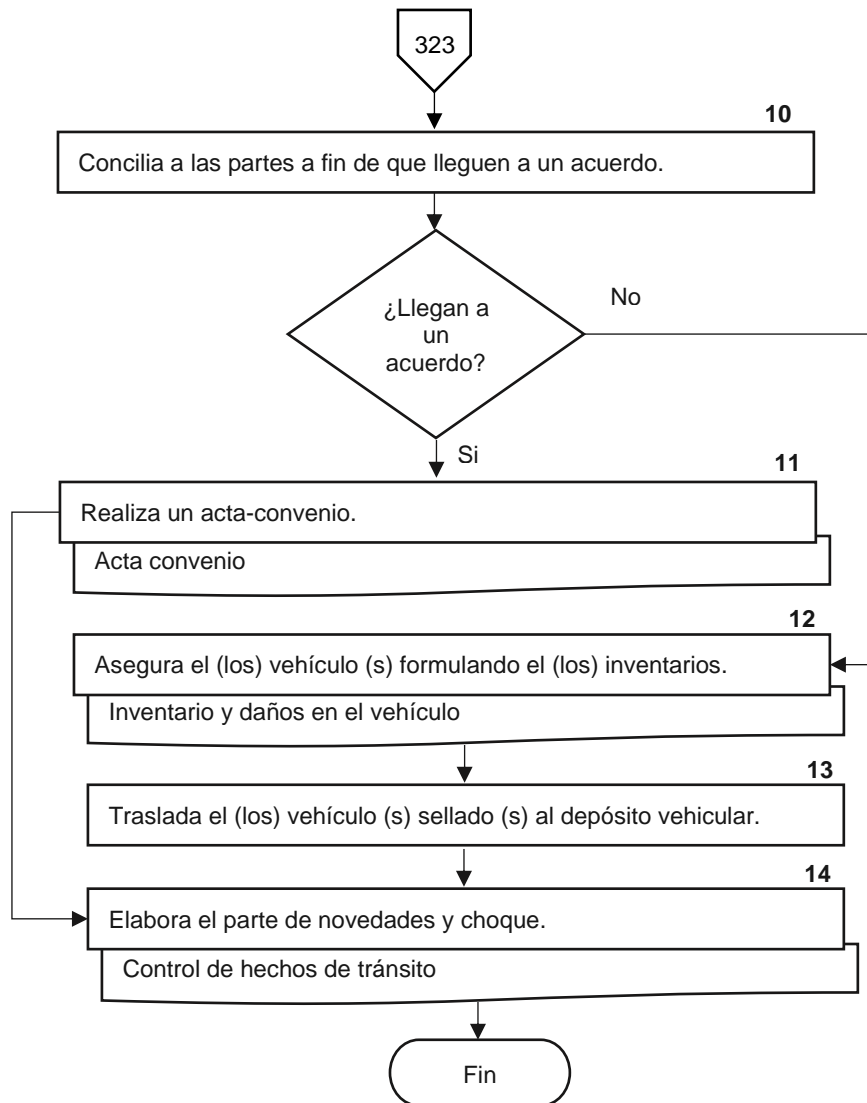 323
10
Concilia a las partes a fin de que lleguen a un acuerdo.
¿Llegan a
un
acuerdo?
No
Si
11
Realiza un acta-convenio.
Acta convenio
12
Asegura el (los) vehículo (s) formulando el (los) inventarios.
Inventario y daños en el vehículo
13
Traslada el (los) vehículo (s) sellado (s) al depósito vehicular.
14
Elabora el parte de novedades y choque.
Control de hechos de tránsito
Fin